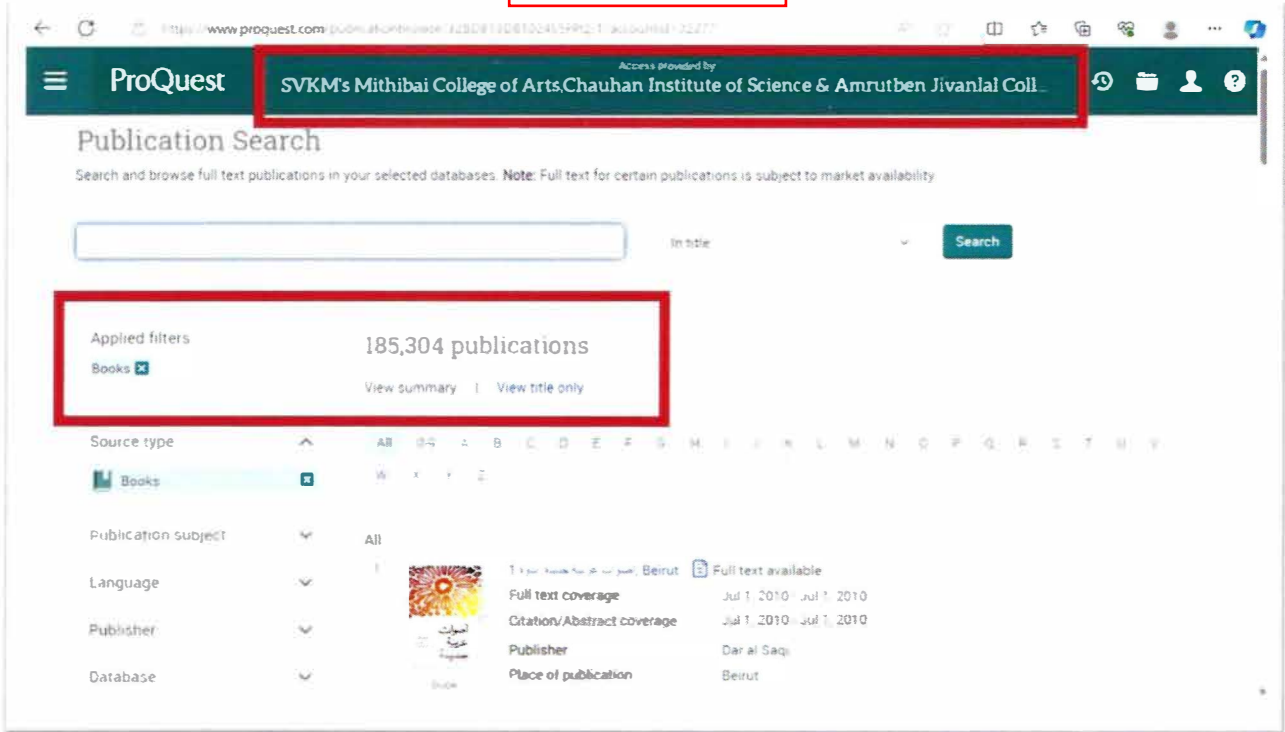 www.proquest.com
ProQuest
Access provided by
SVKM's Mithibai College of Arts,Chauhan Institute of Science & Amrutben Jivanlal Coll...
Publication Search
Search and browse full text publications in your selected databases. Note: Full text for certain publications is subject to market availability
In title
Search
Applied filters
Books
185,304 publications
View summary | View title only
Source type
All 0-9 A B C D E F G H I J K L M N O P Q R S T U V
Books
W X Y Z
Publication subject
All
Language
1
Beirut Full text available
Full text coverage Jul 1, 2010 - Jul 1, 2010
Citation/Abstract coverage Jul 1, 2010 - Jul 1, 2010
Publisher
أصوات
عربية
Publisher Dar al Saqi
Database
Place of publication Beirut